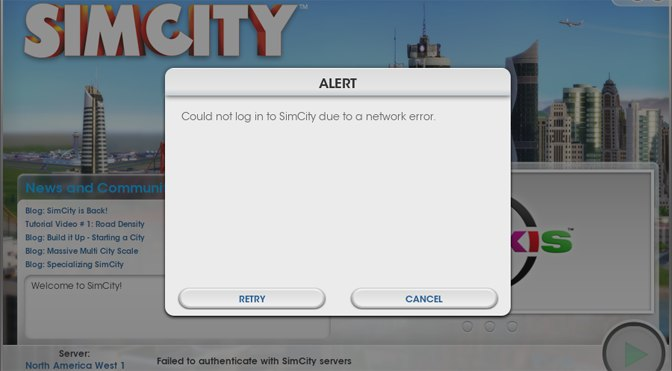 SIMCITY™
ALERT
Could not log in to SimCity due to a network error.
News and Communi
Blog: SimCity is Back!
Tutorial Video # 1: Road Density
Blog: Build it Up - Starting a City
Blog: Massive Multi City Scale
Blog: Specializing SimCity
Welcome to SimCity!
XIS™
RETRY
CANCEL
Server:
North America West 1
Failed to authenticate with SimCity servers